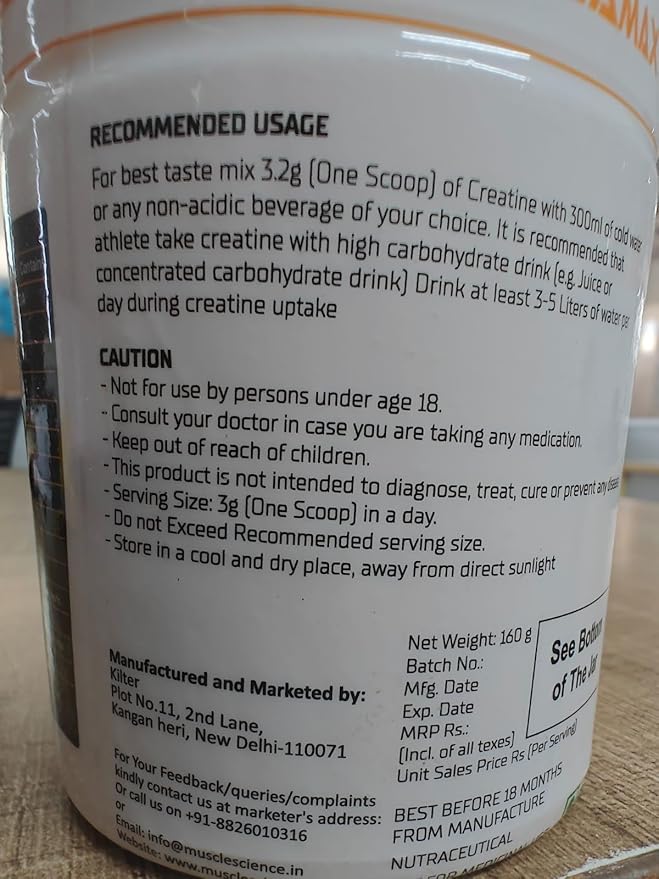 RECOMMENDED USAGE
For best taste mix 3.2g (One Scoop) of Creatine with 300ml of cold water
or any non-acidic beverage of your choice. It is recommended that
athlete take creatine with high carbohydrate drink (e.g. Juice or
concentrated carbohydrate drink) Drink at least 3-5 Liters of water per
day during creatine uptake
CAUTION
- Not for use by persons under age 18.
- Consult your doctor in case you are taking any medication.
- Keep out of reach of children.
- This product is not intended to diagnose, treat, cure or prevent any disease
- Serving Size: 3g (One Scoop) in a day.
- Do not Exceed Recommended serving size.
- Store in a cool and dry place, away from direct sunlight
Manufactured and Marketed by:
Kilter
Plot No.11, 2nd Lane,
Kangan heri, New Delhi-110071
For Your Feedback/queries/complaints
kindly contact us at marketer's address:
or
Or call us on +91-8826010316
Email: info@musclescience.in
Website: www.muscles
Net Weight: 160 g
Batch No.:
Mfg. Date
Exp. Date
MRP Rs.:
(Incl. of all texes)
Unit Sales Price Rs (Per Serving)
See Bottom
of The Jar
BEST BEFORE 18 MONTHS
FROM MANUFACTURE
NUTRACEUTICAL
FOR MEDICINAL